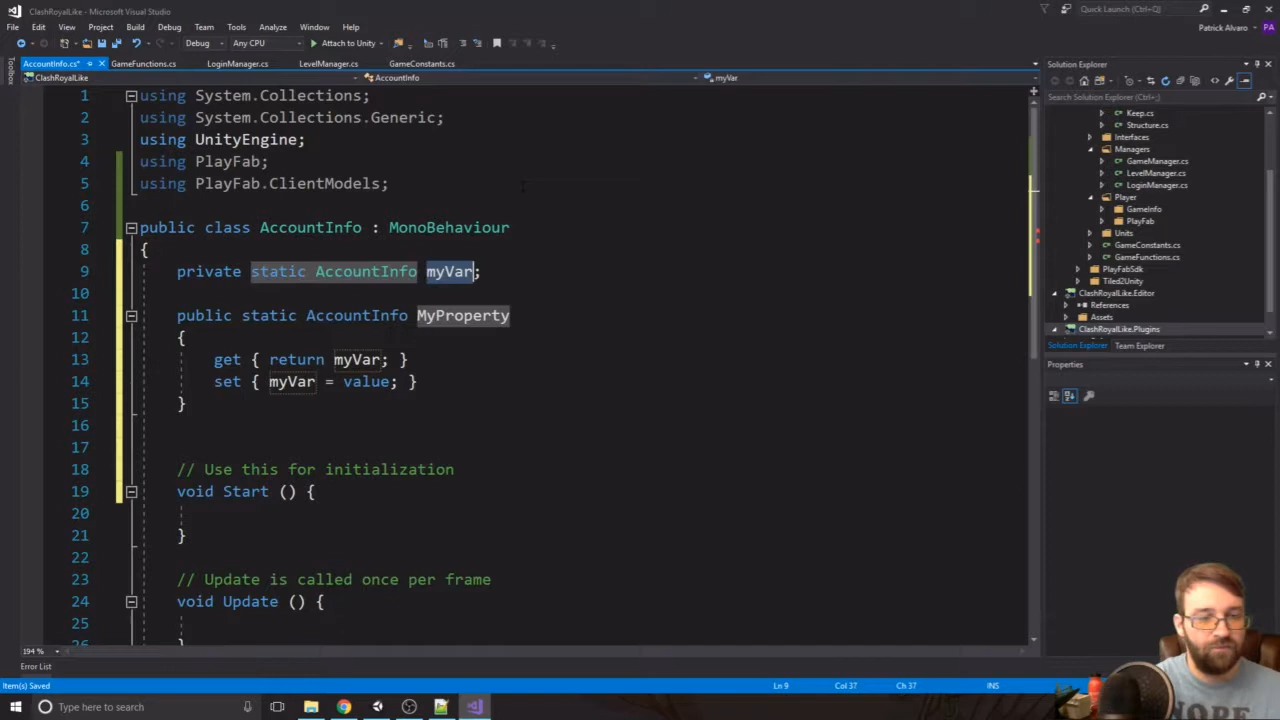 ClashRoyalLike - Microsoft Visual Studio
Quick Launch (Ctrl+Q)
File Edit View Project Build Debug Team Tools Analyze Window Help
Patrick Alvaro PA
Debug Any CPU Attach to Unity
Toolbox
AccountInfo.cs* GameFunctions.cs LoginManager.cs LevelManager.cs GameConstants.cs
ClashRoyalLike AccountInfo myVar
1 using System.Collections;
2 using System.Collections.Generic;
3 using UnityEngine;
4 using PlayFab;
5 using PlayFab.ClientModels;
6
7 public class AccountInfo : MonoBehaviour
8 {
9 private static AccountInfo myVar;
10
11 public static AccountInfo MyProperty
12 {
13 get { return myVar; }
14 set { myVar = value; }
15 }
16
17
18 // Use this for initialization
19 void Start () {
20
21 }
22
23 // Update is called once per frame
24 void Update () {
25
26 }
194 %
Solution Explorer
Search Solution Explorer (Ctrl+;)
Keep.cs
Structure.cs
Interfaces
Managers
GameManager.cs
LevelManager.cs
LoginManager.cs
Player
GameInfo
PlayFab
Units
GameConstants.cs
GameFunctions.cs
PlayFabSdk
Tiled2Unity
ClashRoyalLike.Editor
References
Assets
ClashRoyalLike.Plugins
Solution Explorer Team Explorer
Properties
Error List
Item(s) Saved Ln 9 Col 37 Ch 37 INS
Type here to search